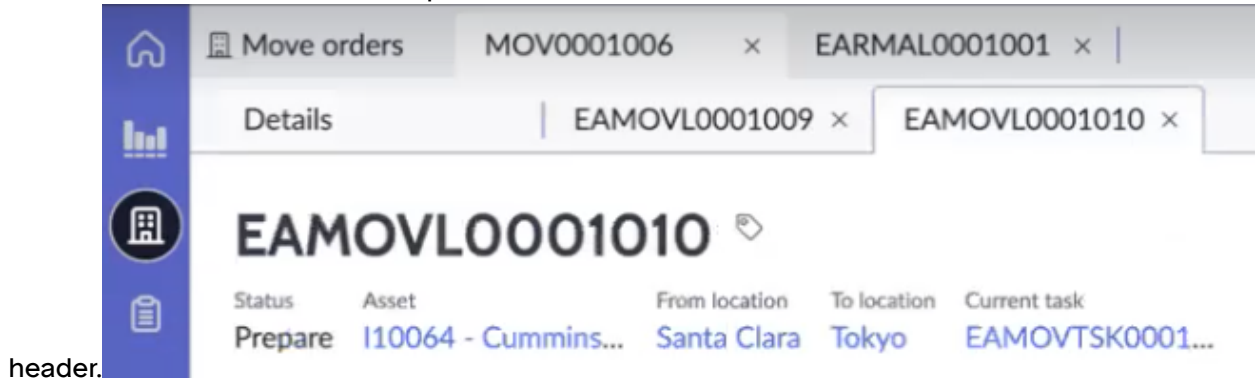 Move orders MOV0001006 × EARMAL0001001 ×
Details EAMOVL0001009 × EAMOVL0001010 ×
EAMOVL0001010
Status Asset From location To location Current task
Prepare I10064 - Cummins... Santa Clara Tokyo EAMOVTSK0001...
header.